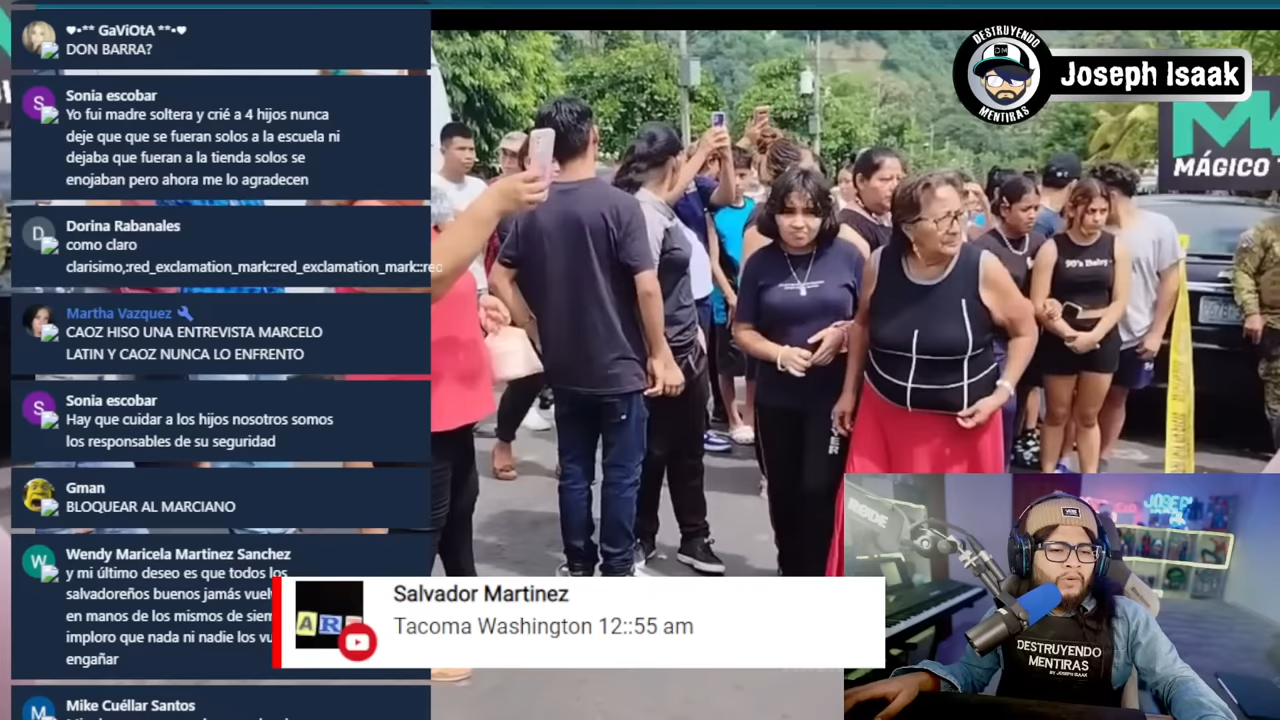 ♥•** GaViOtA **•♥
DON BARRA?
S
Sonia escobar
Yo fui madre soltera y crié a 4 hijos nunca
deje que que se fueran solos a la escuela ni
dejaba que fueran a la tienda solos se
enojaban pero ahora me lo agradecen
D
Dorina Rabanales
como claro
clarisimo,:red_exclamation_mark::red_exclamation_mark::red
Martha Vazquez
CAOZ HISO UNA ENTREVISTA MARCELO
LATIN Y CAOZ NUNCA LO ENFRENTO
S
Sonia escobar
Hay que cuidar a los hijos nosotros somos
los responsables de su seguridad
Gman
BLOQUEAR AL MARCIANO
W
Wendy Maricela Martinez Sanchez
y mi último deseo es que todos los
salvadoreños buenos jamás
en manos de los mismos de
imploro que nada ni nadie los
engañar
M
Mike Cuéllar Santos
Salvador Martinez
Tacoma Washington 12::55 am
DESTRUYENDO
DM
MENTIRAS
Joseph Isaak
MÁGICO
90's Baby
RØDE
JOSEPH
DESTRUYENDO
MENTIRAS
BY JOSEPH ISAAK